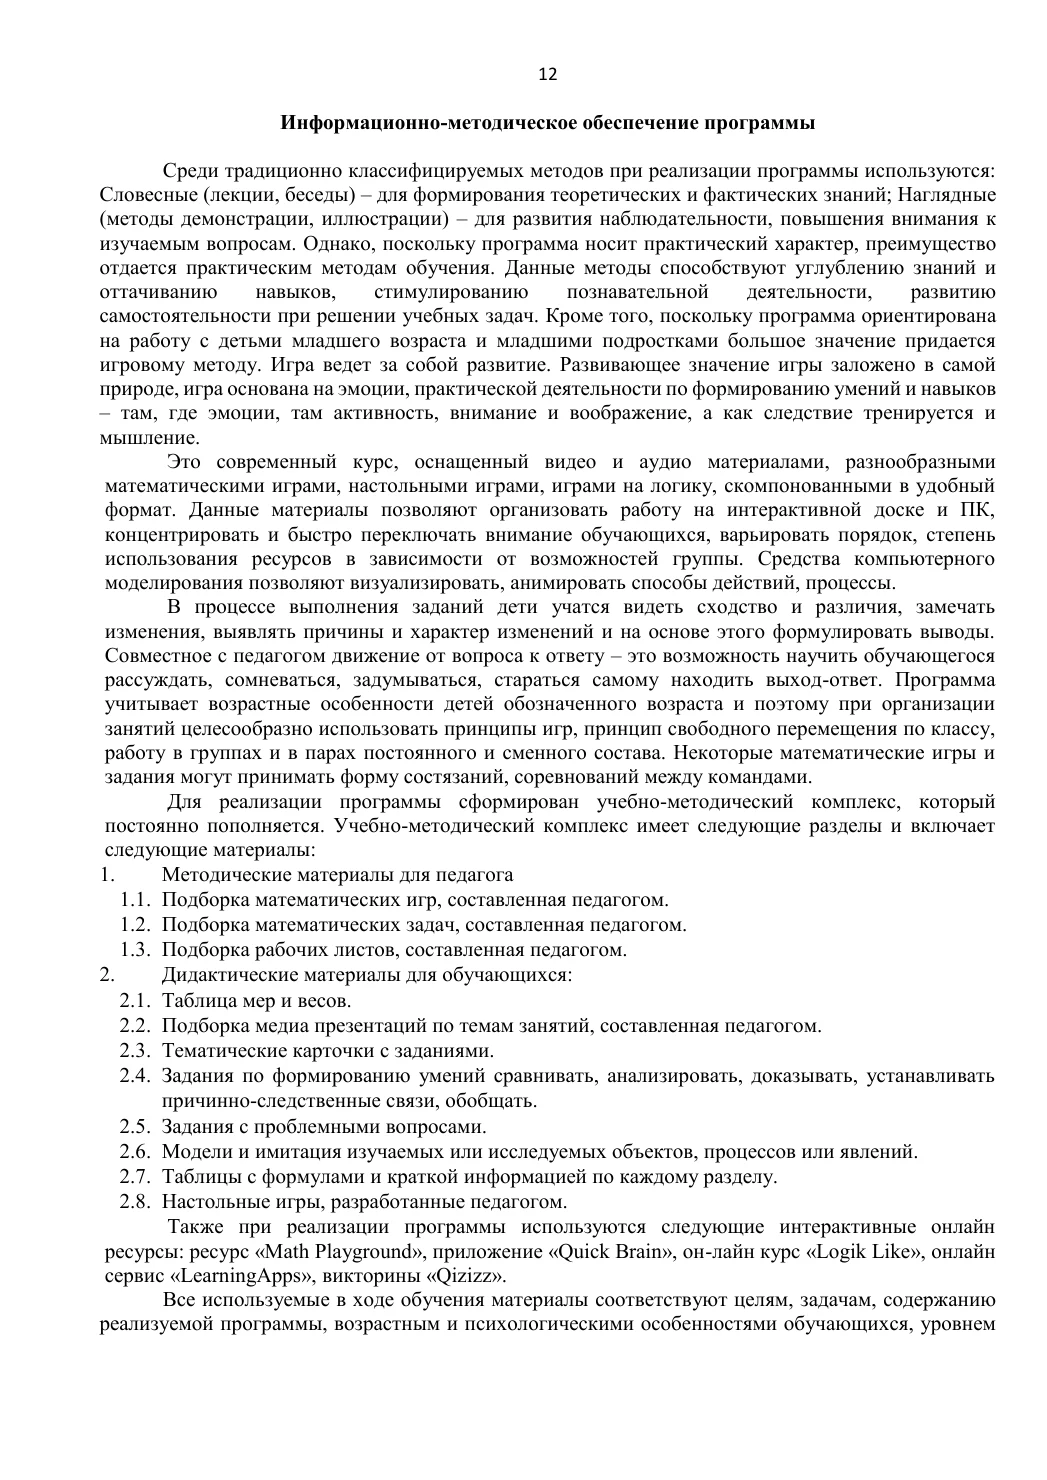 12
Информационно-методическое обеспечение программы
Среди традиционно классифицируемых методов при реализации программы используются:
Словесные (лекции, беседы) – для формирования теоретических и фактических знаний; Наглядные
(методы демонстрации, иллюстрации) – для развития наблюдательности, повышения внимания к
изучаемым вопросам. Однако, поскольку программа носит практический характер, преимущество
отдается практическим методам обучения. Данные методы способствуют углублению знаний и
оттачиванию навыков, стимулированию познавательной деятельности, развитию
самостоятельности при решении учебных задач. Кроме того, поскольку программа ориентирована
на работу с детьми младшего возраста и младшими подростками большое значение придается
игровому методу. Игра ведет за собой развитие. Развивающее значение игры заложено в самой
природе, игра основана на эмоции, практической деятельности по формированию умений и навыков
– там, где эмоции, там активность, внимание и воображение, а как следствие тренируется и
мышление.
Это современный курс, оснащенный видео и аудио материалами, разнообразными
математическими играми, настольными играми, играми на логику, скомпонованными в удобный
формат. Данные материалы позволяют организовать работу на интерактивной доске и ПК,
концентрировать и быстро переключать внимание обучающихся, варьировать порядок, степень
использования ресурсов в зависимости от возможностей группы. Средства компьютерного
моделирования позволяют визуализировать, анимировать способы действий, процессы.
В процессе выполнения заданий дети учатся видеть сходство и различия, замечать
изменения, выявлять причины и характер изменений и на основе этого формулировать выводы.
Совместное с педагогом движение от вопроса к ответу – это возможность научить обучающегося
рассуждать, сомневаться, задумываться, стараться самому находить выход-ответ. Программа
учитывает возрастные особенности детей обозначенного возраста и поэтому при организации
занятий целесообразно использовать принципы игр, принцип свободного перемещения по классу,
работу в группах и в парах постоянного и сменного состава. Некоторые математические игры и
задания могут принимать форму состязаний, соревнований между командами.
Для реализации программы сформирован учебно-методический комплекс, который
постоянно пополняется. Учебно-методический комплекс имеет следующие разделы и включает
следующие материалы:
1. Методические материалы для педагога
1.1. Подборка математических игр, составленная педагогом.
1.2. Подборка математических задач, составленная педагогом.
1.3. Подборка рабочих листов, составленная педагогом.
2. Дидактические материалы для обучающихся:
2.1. Таблица мер и весов.
2.2. Подборка медиа презентаций по темам занятий, составленная педагогом.
2.3. Тематические карточки с заданиями.
2.4. Задания по формированию умений сравнивать, анализировать, доказывать, устанавливать
причинно-следственные связи, обобщать.
2.5. Задания с проблемными вопросами.
2.6. Модели и имитация изучаемых или исследуемых объектов, процессов или явлений.
2.7. Таблицы с формулами и краткой информацией по каждому разделу.
2.8. Настольные игры, разработанные педагогом.
Также при реализации программы используются следующие интерактивные онлайн
ресурсы: ресурс «Math Playground», приложение «Quick Brain», он-лайн курс «Logik Like», онлайн
сервис «LearningApps», викторины «Qizizz».
Все используемые в ходе обучения материалы соответствуют целям, задачам, содержанию
реализуемой программы, возрастным и психологическими особенностями обучающихся, уровнем